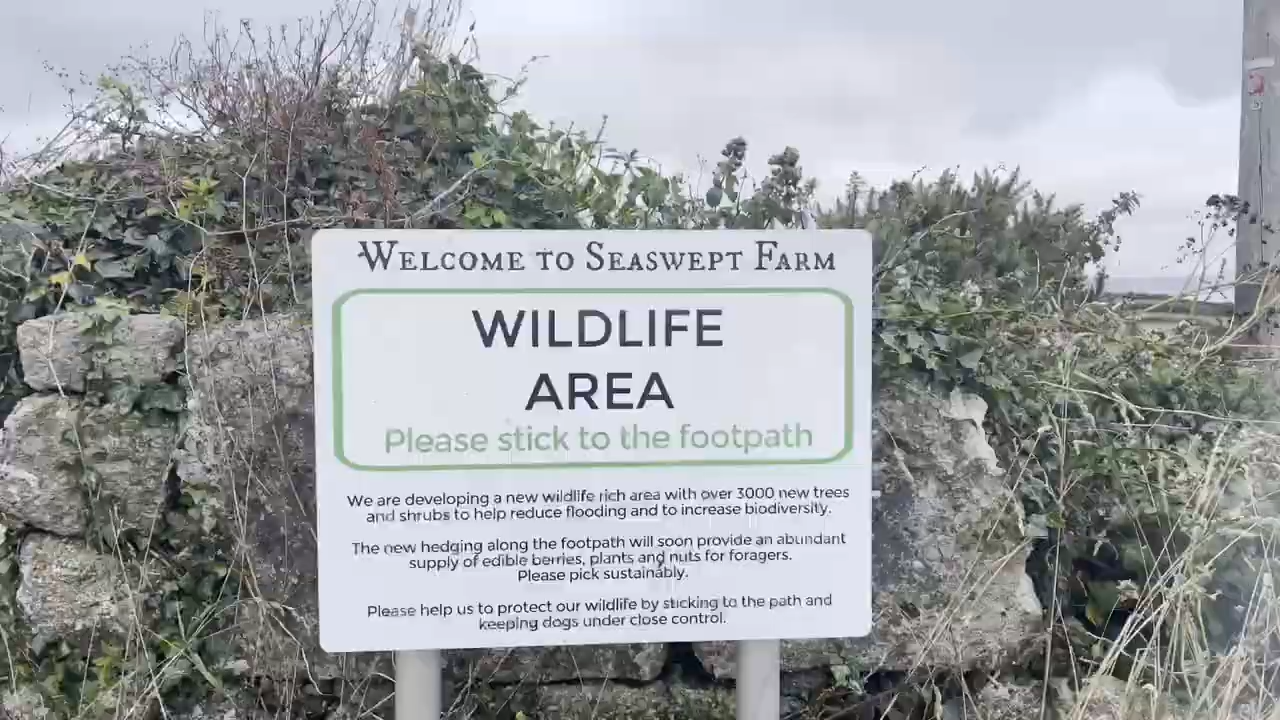 Welcome to Seaswept Farm
WILDLIFE
AREA
Please stick to the footpath
We are developing a new wildlife rich area with over 3000 new trees
and shrubs to help reduce flooding and to increase biodiversity.
The new hedging along the footpath will soon provide an abundant
supply of edible berries, plants and nuts for foragers.
Please pick sustainably.
Please help us to protect our wildlife by sticking to the path and
keeping dogs under close control.